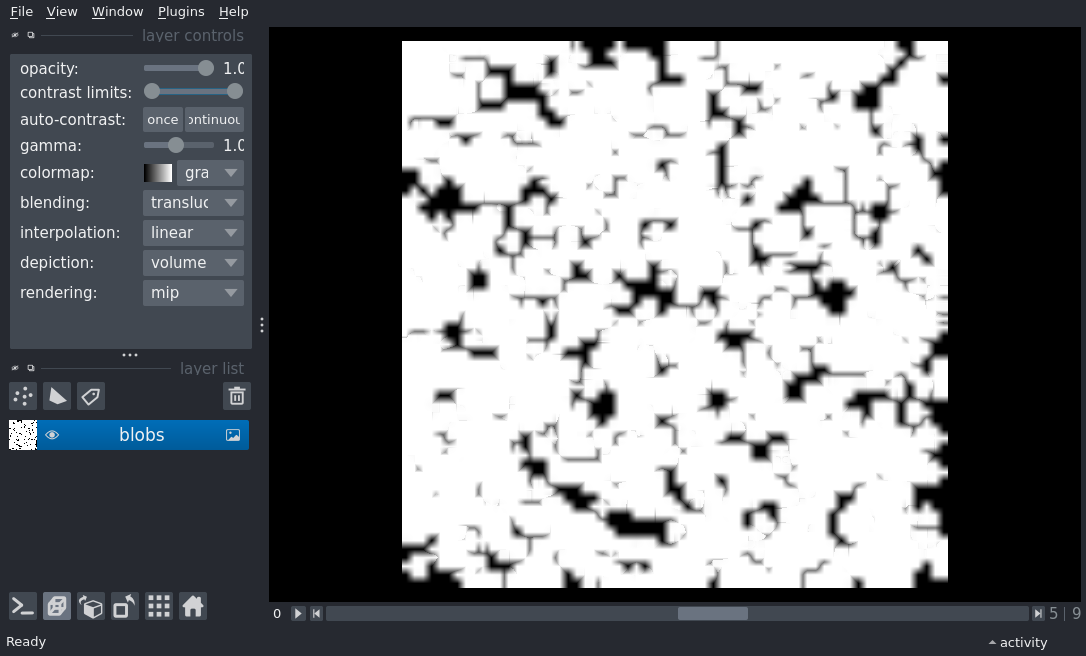 File View Window Plugins Help
layer controls
opacity: 1.0
contrast limits:
auto-contrast: once ontinuou
gamma: 1.0
colormap: gra
blending: transluc
interpolation: linear
depiction: volume
rendering: mip
layer list
blobs
0 5 | 9
Ready activity